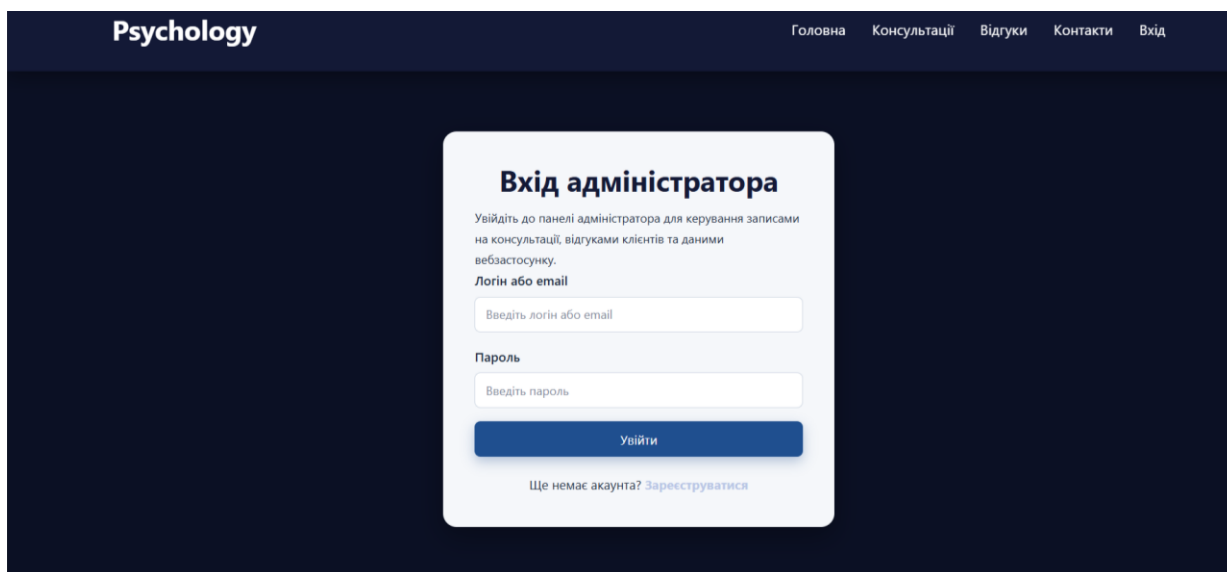 Psychology
Головна Консультації Відгуки Контакти Вхід
Вхід адміністратора
Увійдіть до панелі адміністратора для керування записами
на консультації, відгуками клієнтів та даними
вебзастосунку.
Логін або email
Введіть логін або email
Пароль
Введіть пароль
Увійти
Ще немає акаунта? Зареєструватися